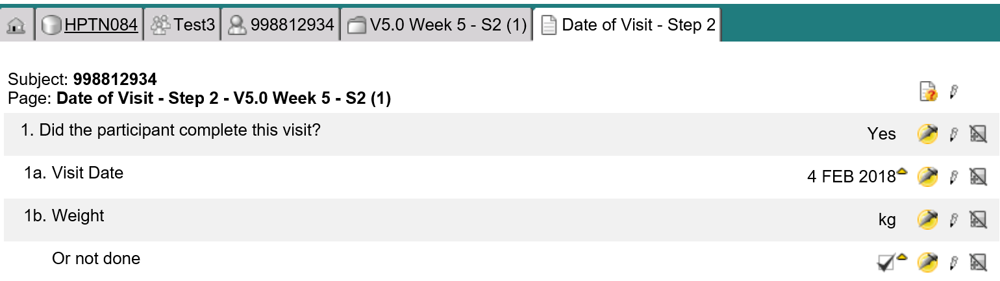 HPTN084 Test3 998812934 V5.0 Week 5 - S2 (1) Date of Visit - Step 2
Subject: 998812934
Page: Date of Visit - Step 2 - V5.0 Week 5 - S2 (1)
1. Did the participant complete this visit? Yes
1a. Visit Date 4 FEB 2018
1b. Weight kg
Or not done